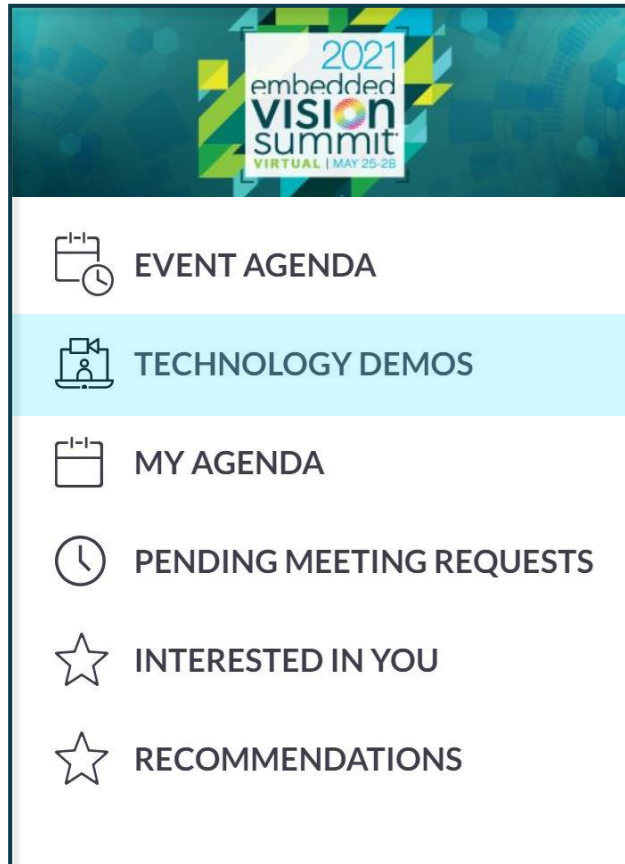 2021
embedded
VISION
summit
VIRTUAL | MAY 25-28
EVENT AGENDA
TECHNOLOGY DEMOS
MY AGENDA
PENDING MEETING REQUESTS
INTERESTED IN YOU
RECOMMENDATIONS